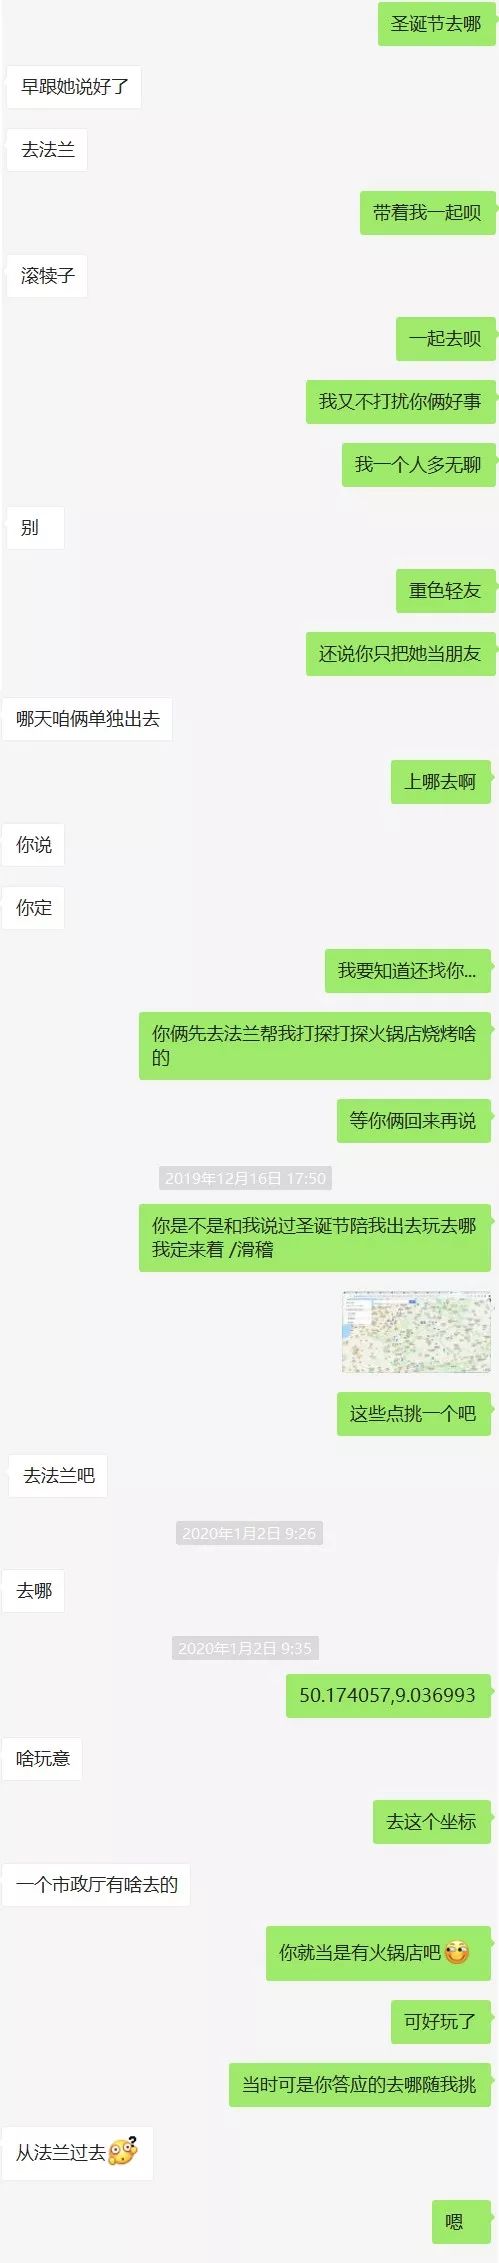 圣诞节去哪
早跟她说好了
去法兰
带着我一起呗
滚犊子
一起去呗
我又不打扰你俩好事
我一个人多无聊
别
重色轻友
还说你只把她当朋友
哪天咱俩单独出去
上哪去啊
你说
你定
我要知道还找你...
你俩先去法兰帮我打探打探火锅店烧烤啥
的
等你俩回来再说
2019年12月16日 17:50
你是不是和我说过圣诞节陪我出去玩去哪
我定来着 /滑稽
这些点挑一个吧
去法兰吧
2020年1月2日 9:26
去哪
2020年1月2日 9:35
50.174057,9.036993
啥玩意
去这个坐标
一个市政厅有啥去的
你就当是有火锅店吧
可好玩了
当时可是你答应的去哪随我挑
从法兰过去
嗯